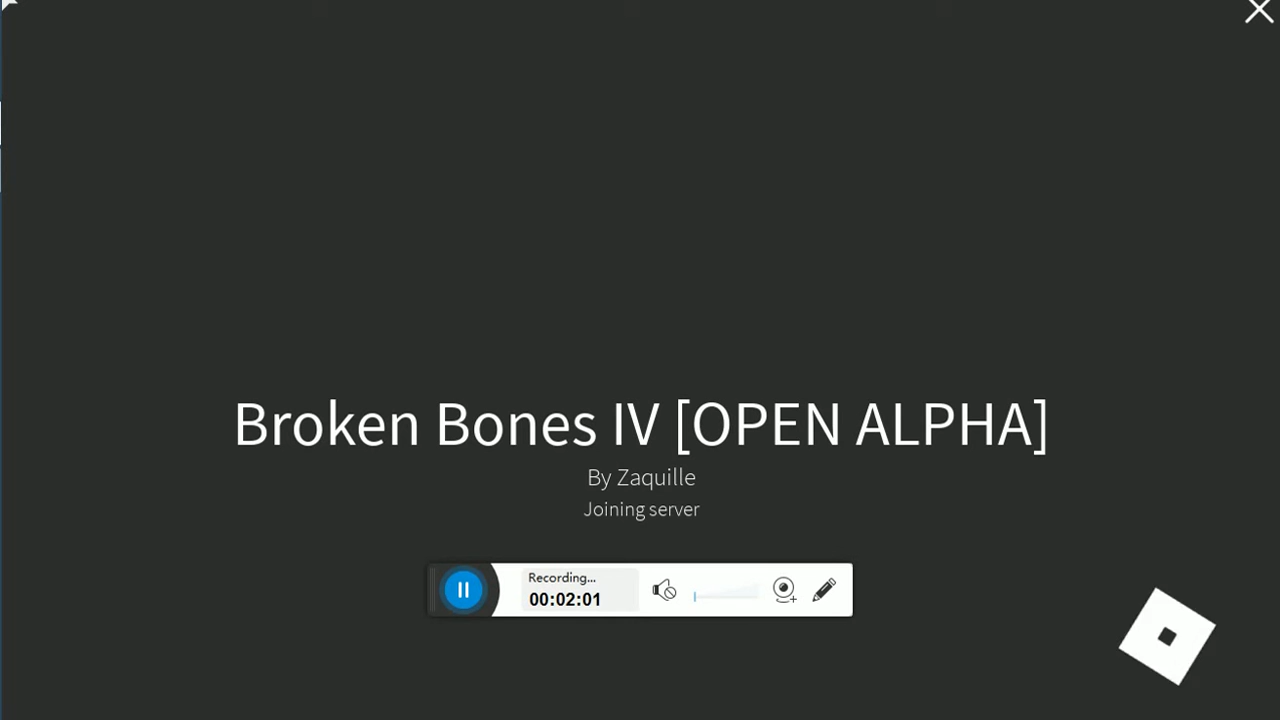 Broken Bones IV [OPEN ALPHA]
By Zaquille
Joining server
Recording...
00:02:01